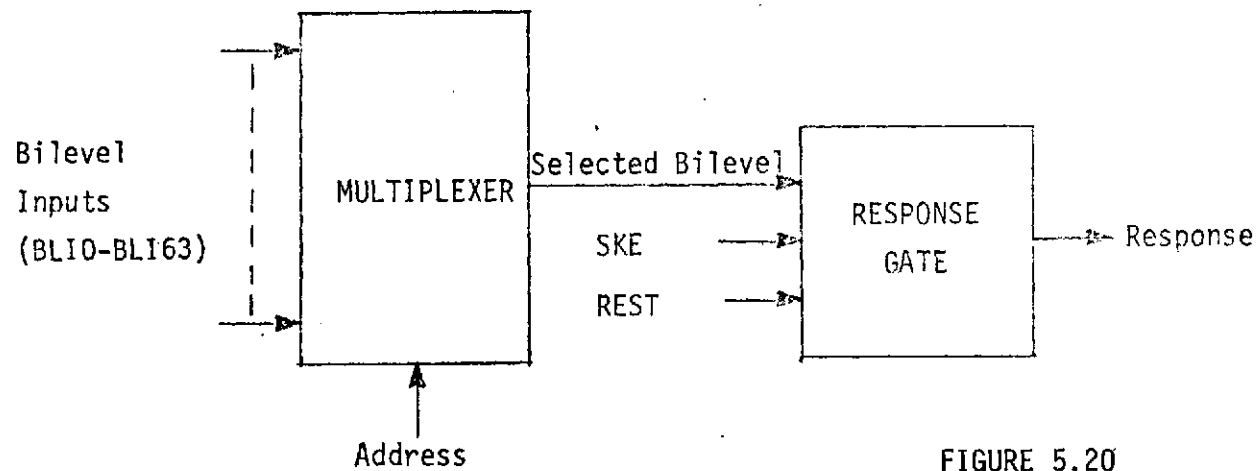 Bilevel
Inputs
(BLI0-BLI63)
MULTIPLEXER
Selected Bilevel
SKE
REST
RESPONSE
GATE
Response
Address
FIGURE 5.20